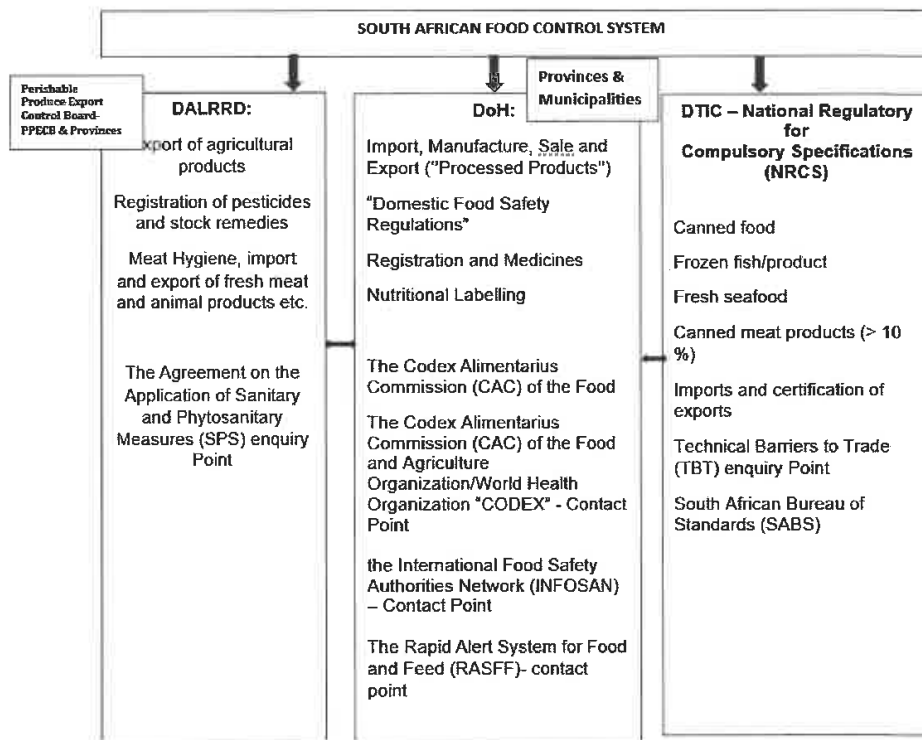 SOUTH AFRICAN FOOD CONTROL SYSTEM
Perishable
Produce Export
Control Board-
PPECB & Provinces
Provinces &
Municipalities
DALRRD:
xport of agricultural
products
Registration of pesticides
and stock remedies
Meat Hygiene, import
and export of fresh meat
and animal products etc.
The Agreement on the
Application of Sanitary
and Phytosanitary
Measures (SPS) enquiry
Point
DoH:
Import, Manufacture, Sale and
Export ("Processed Products")
"Domestic Food Safety
Regulations"
Registration and Medicines
Nutritional Labelling
The Codex Alimentarius
Commission (CAC) of the Food
The Codex Alimentarius
Commission (CAC) of the Food
and Agriculture
Organization/World Health
Organization "CODEX" - Contact
Point
the International Food Safety
Authorities Network (INFOSAN)
– Contact Point
The Rapid Alert System for Food
and Feed (RASFF)- contact
point
DTIC – National Regulatory
for
Compulsory Specifications
(NRCS)
Canned food
Frozen fish/product
Fresh seafood
Canned meat products (> 10
%)
Imports and certification of
exports
Technical Barriers to Trade
(TBT) enquiry Point
South African Bureau of
Standards (SABS)